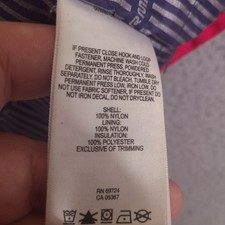 IF PRESENT CLOSE HOOK AND LOOP
FASTENER, MACHINE WASH COLD
PERMANENT PRESS, POWDERED
DETERGENT, RINSE THOROUGHLY, WASH
SEPARATELY, DO NOT BLEACH, TUMBLE DRY
PERMANENT PRESS LOW, IRON LOW, DO
NOT USE FABRIC SOFTENER, IF PRESENT DO
NOT IRON DECAL, DO NOT DRYCLEAN.
SHELL:
100% NYLON
LINING:
100% NYLON
INSULATION:
100% POLYESTER
EXCLUSIVE OF TRIMMING
RN 89724
CA 05367